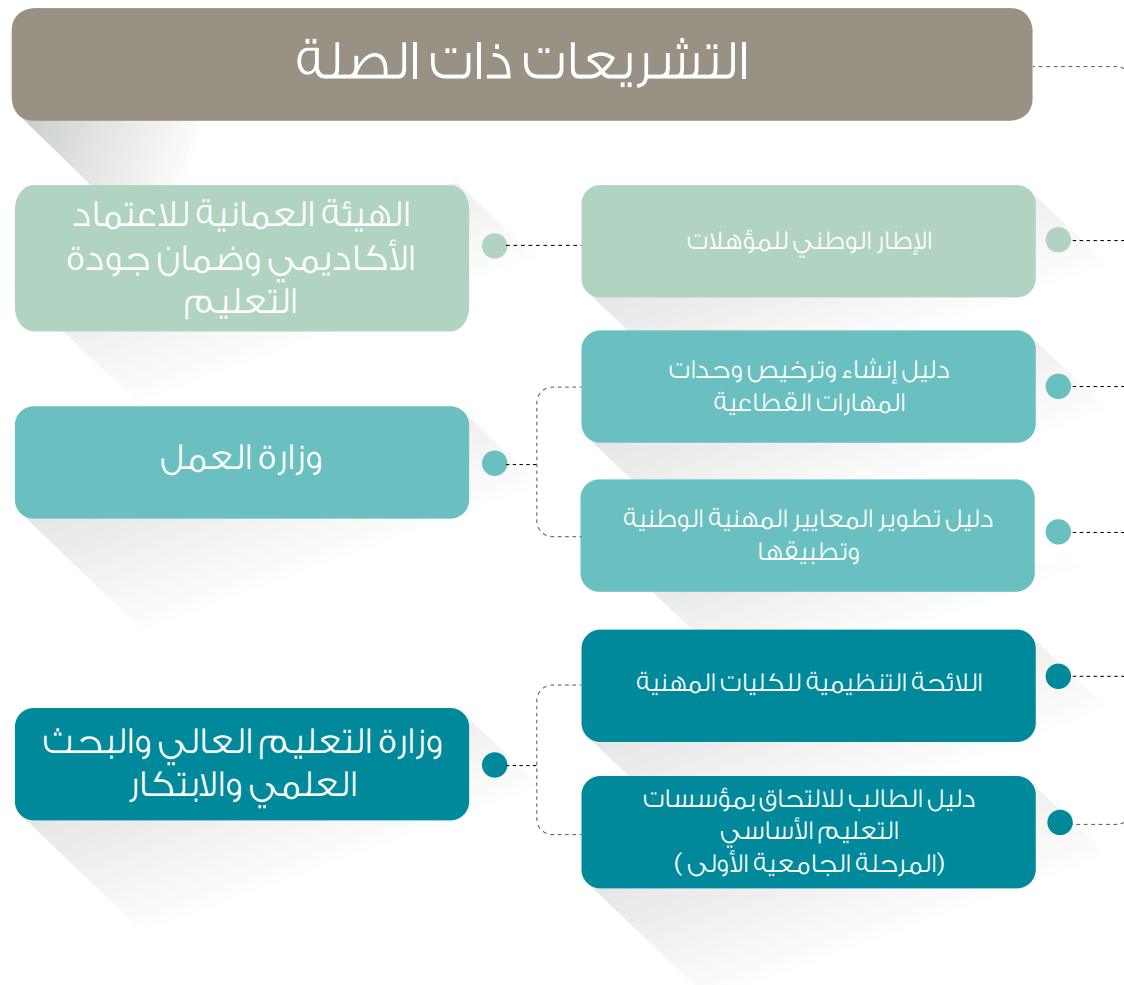 التشريعات ذات الصلة
الإطار الوطني للمؤهلات
الهيئة العمانية للاعتماد
الأكاديمي وضمان جودة
التعليم
دليل إنشاء وترخيص وحدات
المهارات القطاعية
دليل تطوير المعايير المهنية الوطنية
وتطبيقها
وزارة العمل
اللائحة التنظيمية للكليات المهنية
دليل الطالب للالتحاق بمؤسسات
التعليم الأساسي
(المرحلة الجامعية الأولى )
وزارة التعليم العالي والبحث
العلمي والابتكار